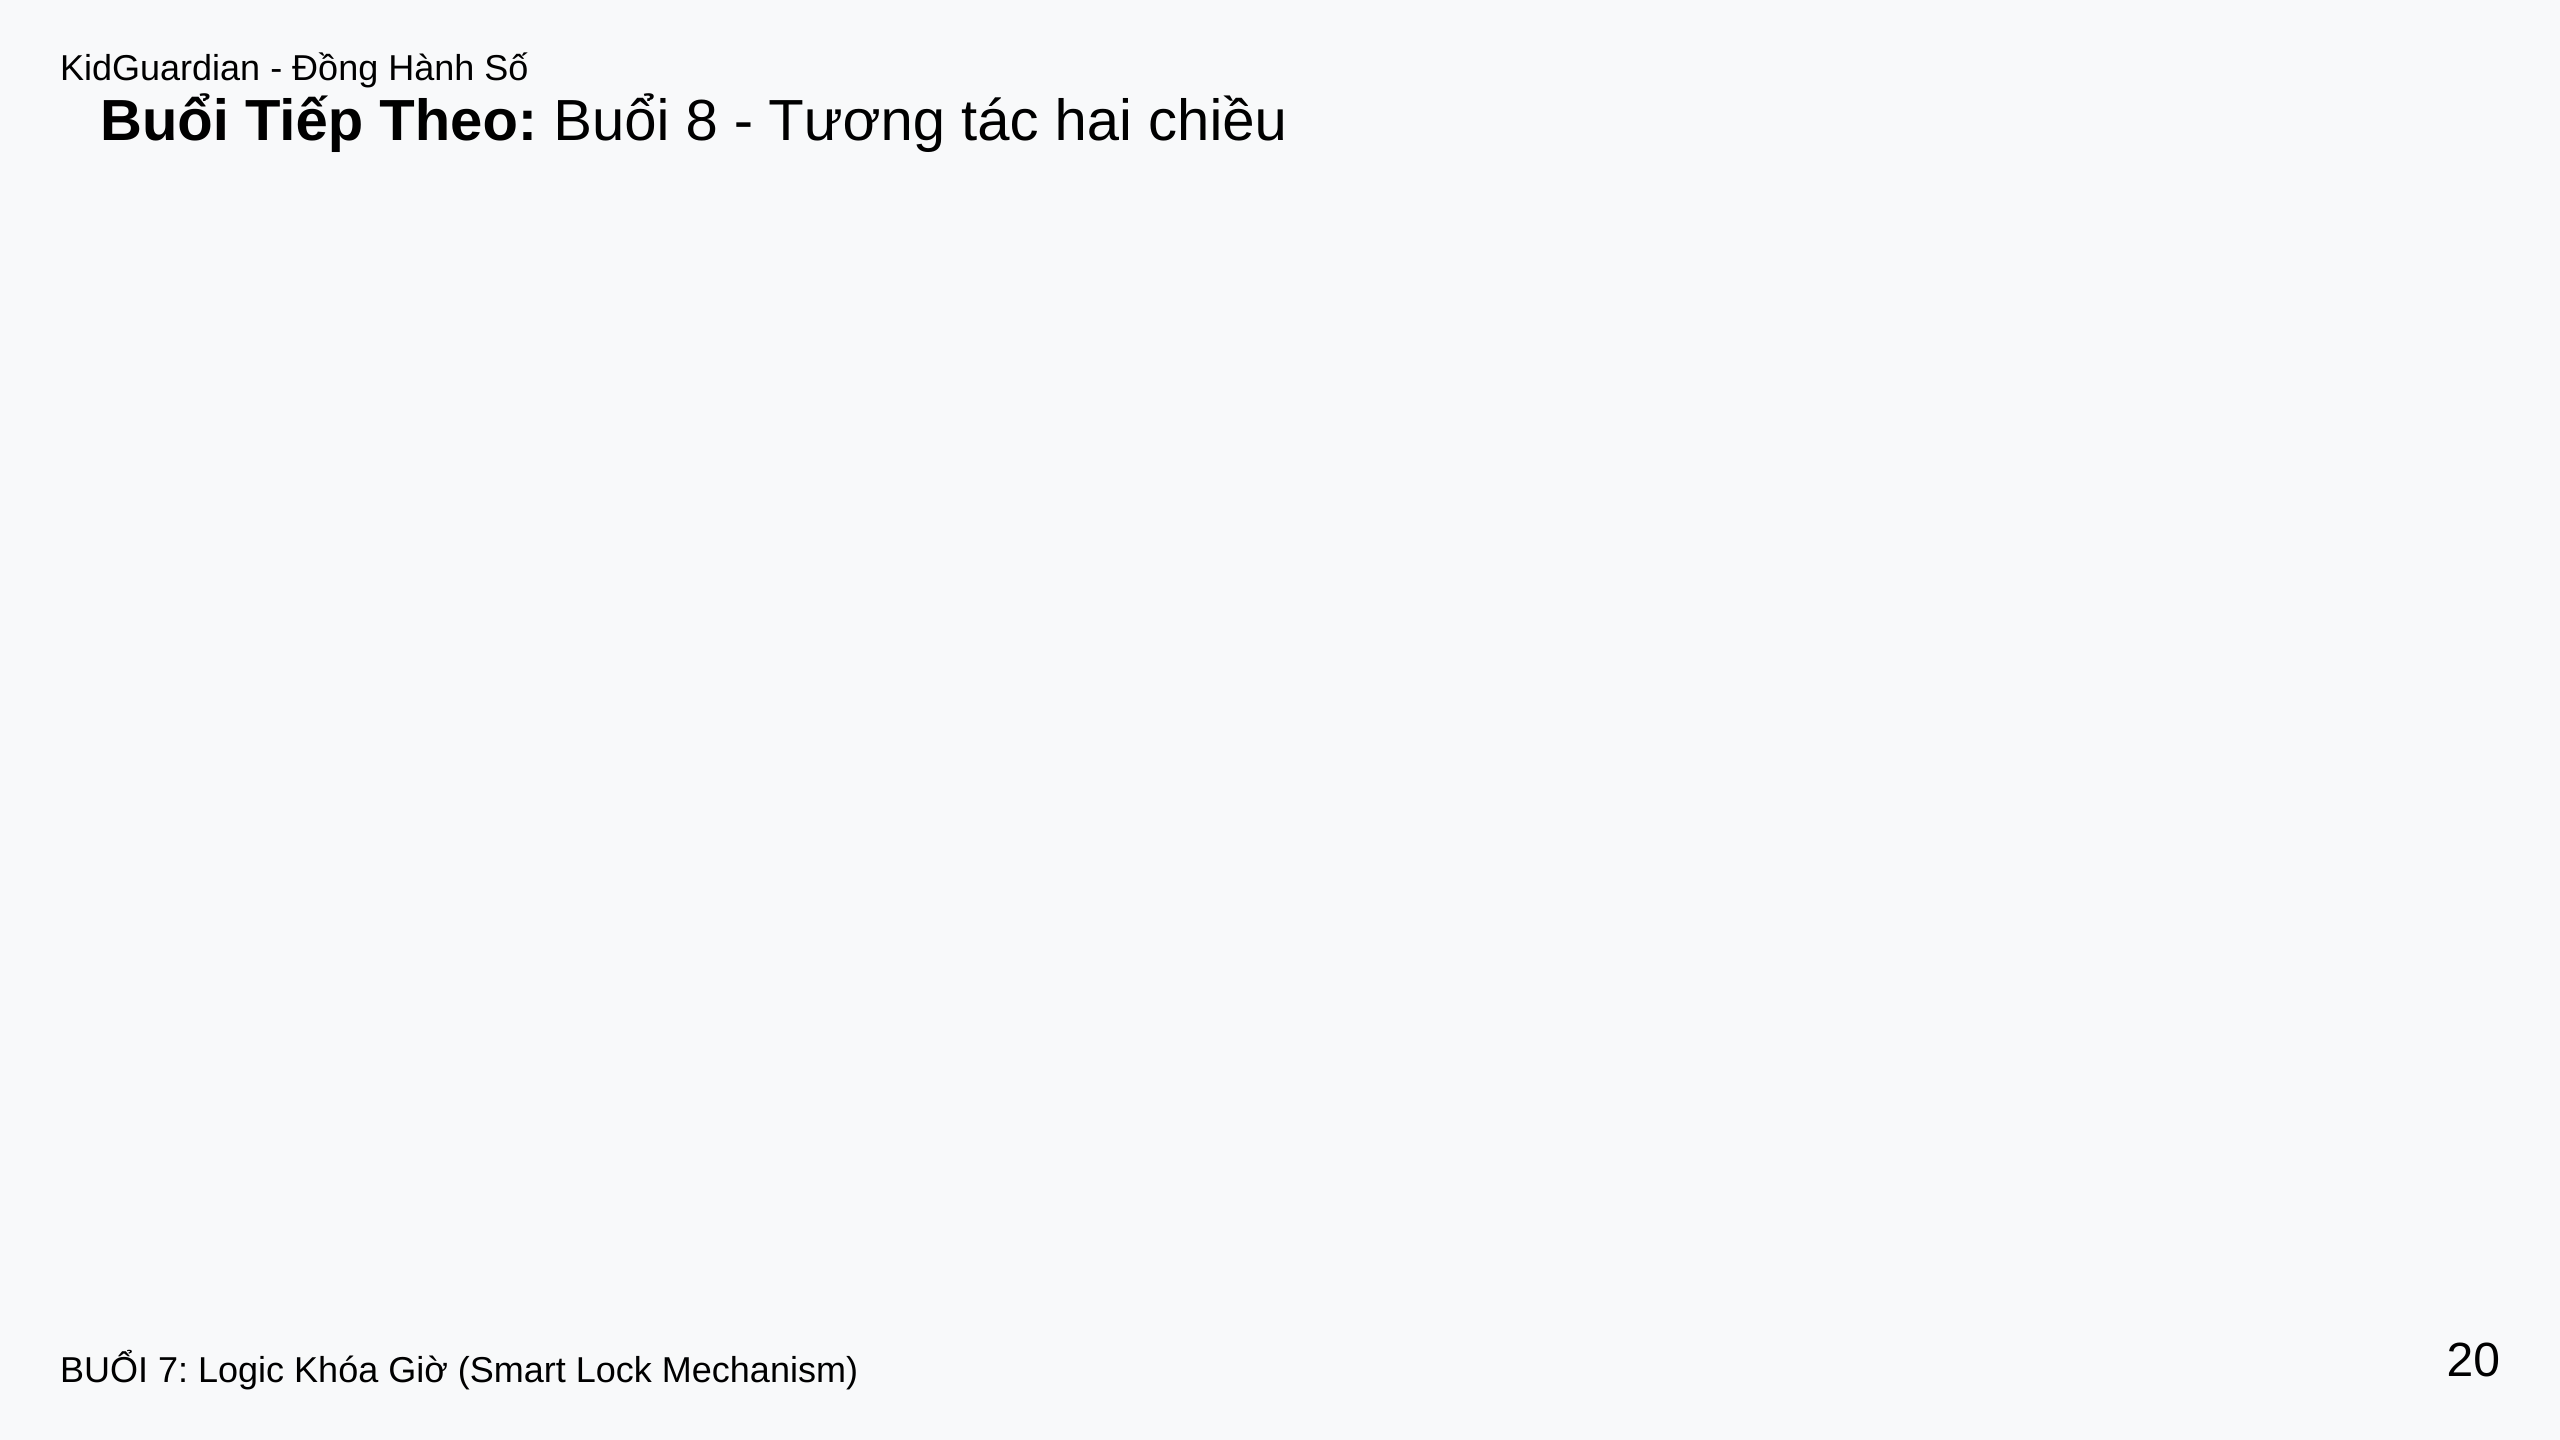 KidGuardian - Đồng Hành Số
Buổi Tiếp Theo: Buổi 8 - Tương tác hai chiều
BUỔI 7: Logic Khóa Giờ (Smart Lock Mechanism)
20